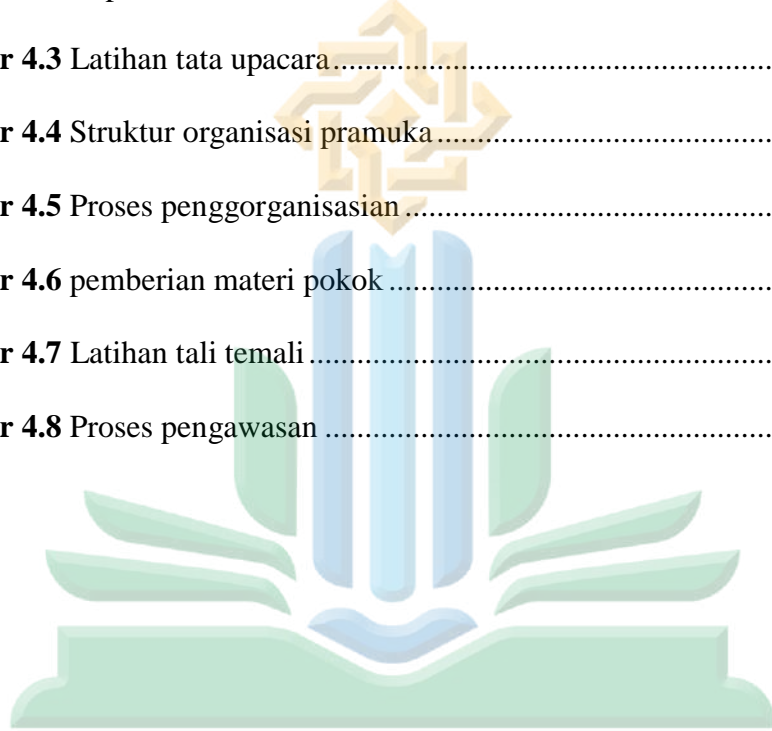 r 4.3 Latihan tata upacara........................................................
r 4.4 Struktur organisasi pramuka..........................................
r 4.5 Proses penggorganisasian..............................................
r 4.6 pemberian materi pokok................................................
r 4.7 Latihan tali temali...........................................................
r 4.8 Proses pengawasan.........................................................